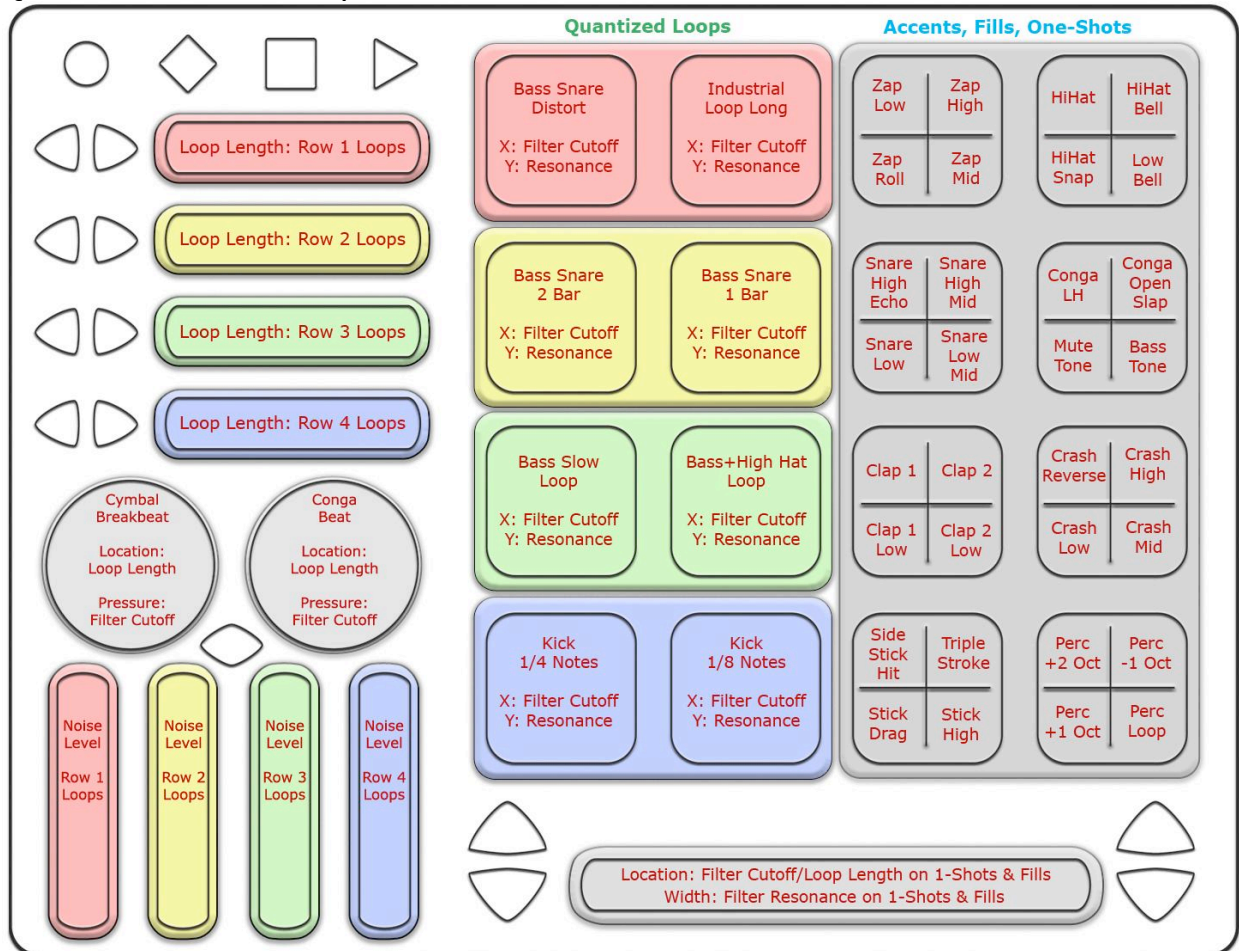 Quantized Loops
Accents, Fills, One-Shots
Loop Length: Row 1 Loops
Loop Length: Row 2 Loops
Loop Length: Row 3 Loops
Loop Length: Row 4 Loops
Cymbal
Breakbeat
Location:
Loop Length
Pressure:
Filter Cutoff
Conga
Beat
Location:
Loop Length
Pressure:
Filter Cutoff
Noise
Level
Row 1
Loops
Noise
Level
Row 2
Loops
Noise
Level
Row 3
Loops
Noise
Level
Row 4
Loops
Bass Snare
Distort
X: Filter Cutoff
Y: Resonance
Industrial
Loop Long
X: Filter Cutoff
Y: Resonance
Bass Snare
2 Bar
X: Filter Cutoff
Y: Resonance
Bass Snare
1 Bar
X: Filter Cutoff
Y: Resonance
Bass Slow
Loop
X: Filter Cutoff
Y: Resonance
Bass+High Hat
Loop
X: Filter Cutoff
Y: Resonance
Kick
1/4 Notes
X: Filter Cutoff
Y: Resonance
Kick
1/8 Notes
X: Filter Cutoff
Y: Resonance
Zap
Low
Zap
High
Zap
Roll
Zap
Mid
HiHat
HiHat
Bell
HiHat
Snap
Low
Bell
Snare
High
Echo
Snare
High
Mid
Snare
Low
Snare
Low
Mid
Conga
LH
Conga
Open
Slap
Mute
Tone
Bass
Tone
Clap 1
Clap 2
Clap 1
Low
Clap 2
Low
Crash
Reverse
Crash
High
Crash
Low
Crash
Mid
Side
Stick
Hit
Triple
Stroke
Stick
Drag
Stick
High
Perc
+2 Oct
Perc
-1 Oct
Perc
+1 Oct
Perc
Loop
Location: Filter Cutoff/Loop Length on 1-Shots & Fills
Width: Filter Resonance on 1-Shots & Fills